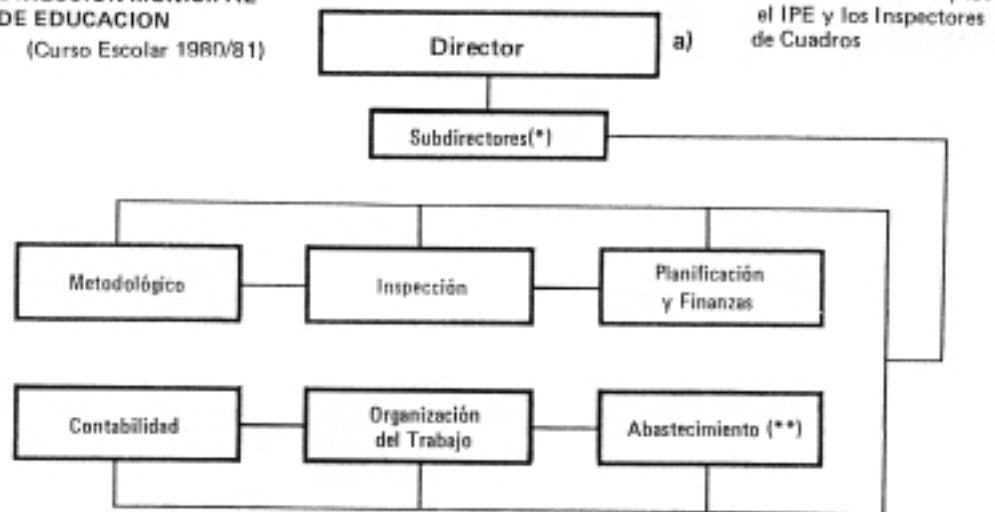 DE EDUCACION
(Curso Escolar 1980/81)
Director
a)
el IPE y los Inspectores
de Cuadros
Subdirectores(*)
Metodológico
Inspección
Planificación
y Finanzas
Contabilidad
Organización
del Trabajo
Abastecimiento (**)